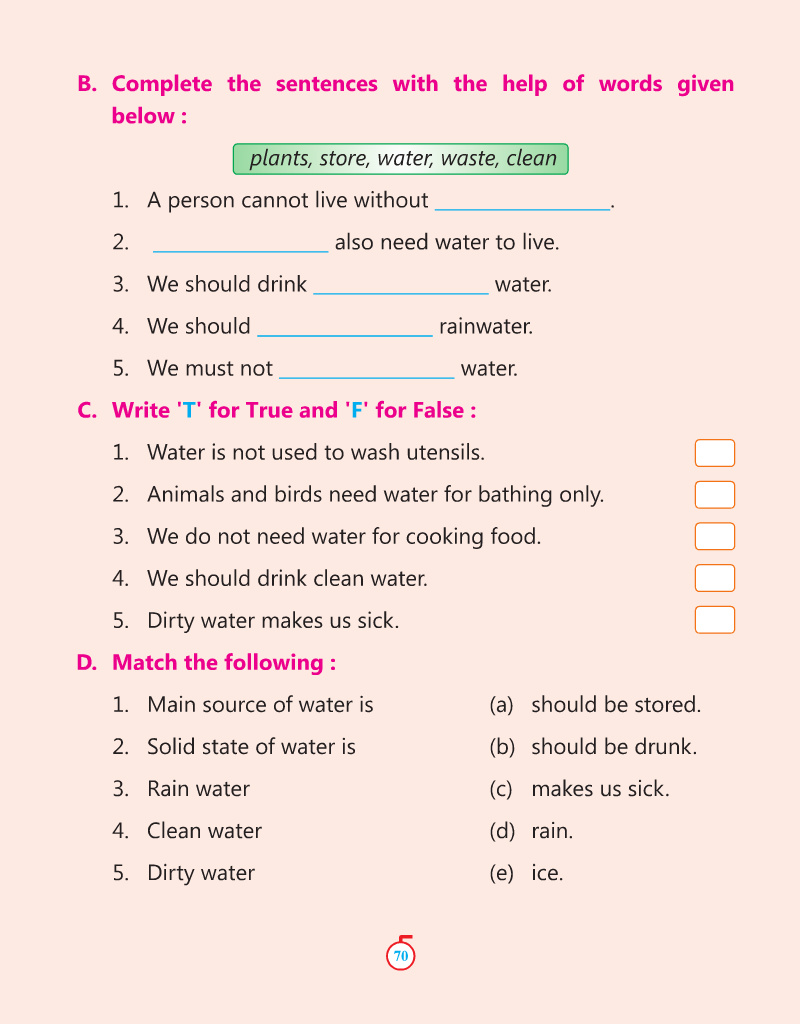 B. Complete the sentences with the help of words given
below :
plants, store, water, waste, clean
1. A person cannot live without ________________.
2. ________________ also need water to live.
3. We should drink ________________ water.
4. We should ________________ rainwater.
5. We must not ________________ water.
C. Write 'T' for True and 'F' for False :
1. Water is not used to wash utensils.
2. Animals and birds need water for bathing only.
3. We do not need water for cooking food.
4. We should drink clean water.
5. Dirty water makes us sick.
D. Match the following :
1. Main source of water is (a) should be stored.
2. Solid state of water is (b) should be drunk.
3. Rain water (c) makes us sick.
4. Clean water (d) rain.
5. Dirty water (e) ice.
70